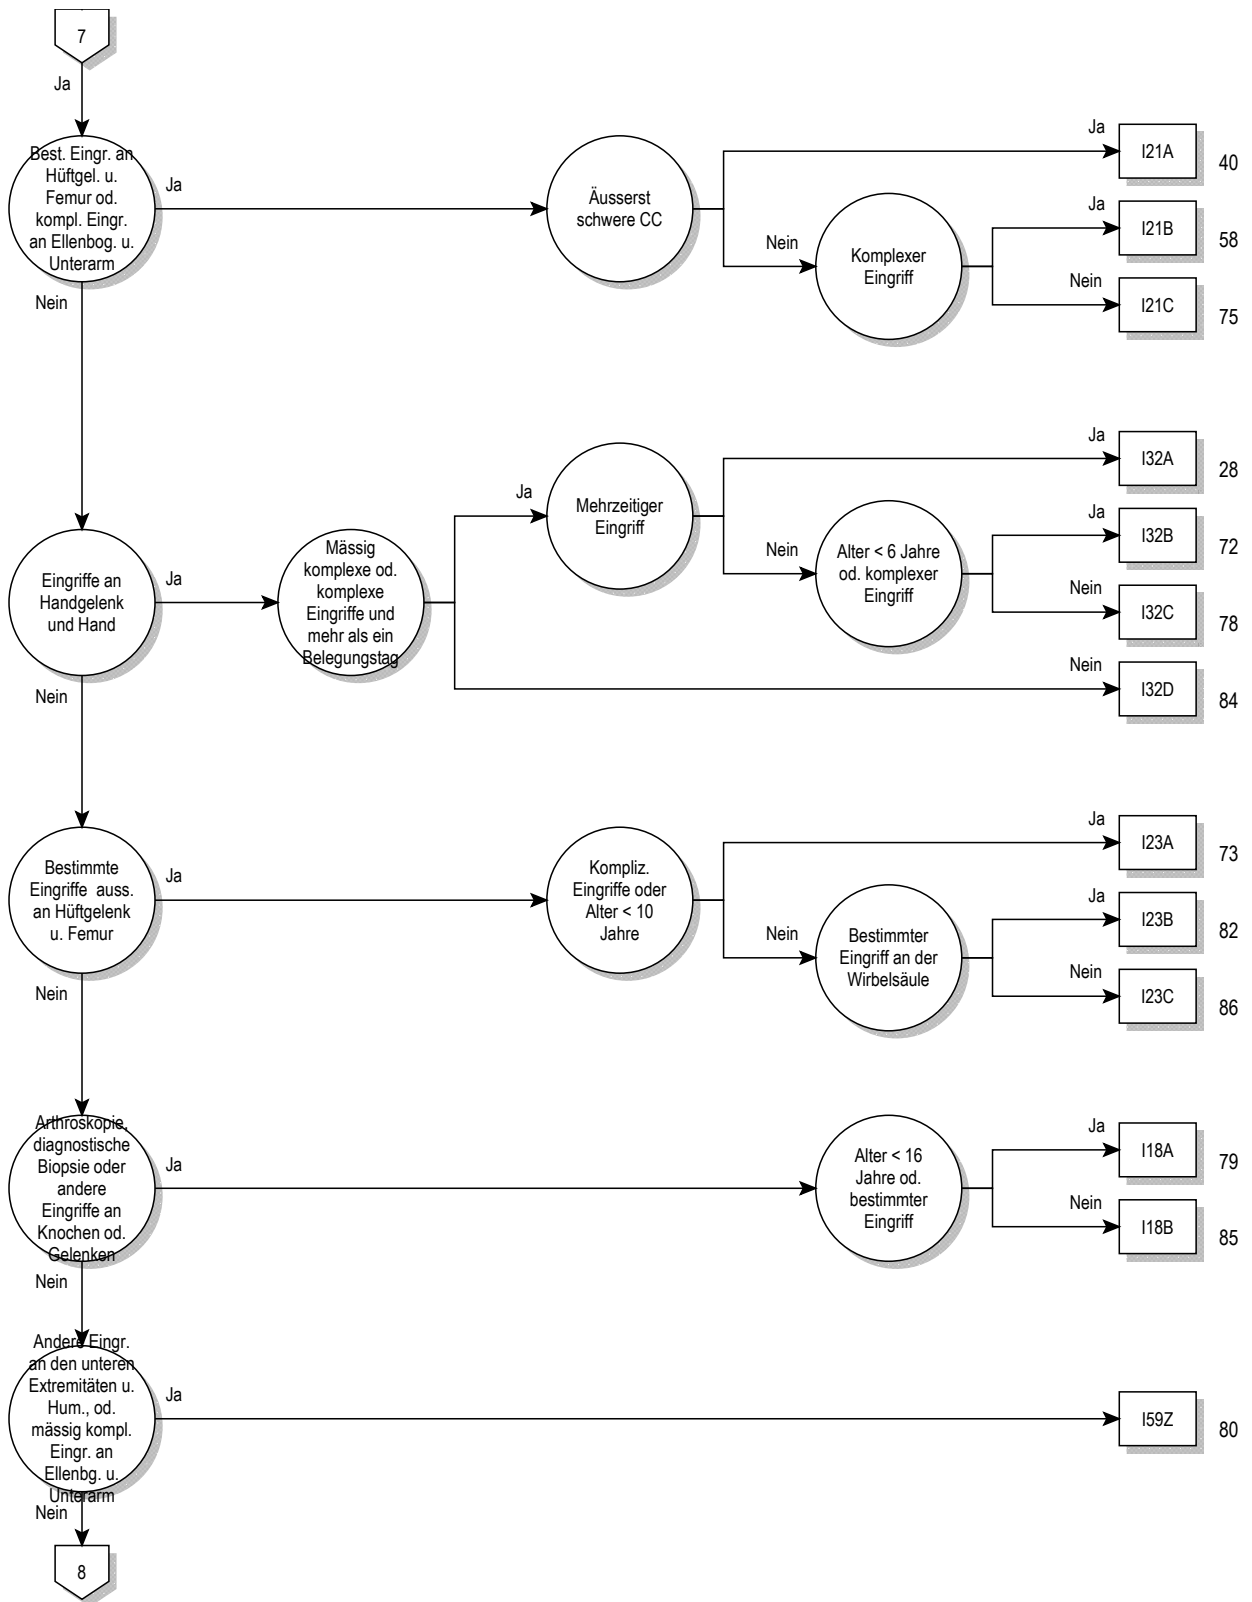 7
Ja
Best. Eingr. an
Hüftgel. u.
Femur od.
kompl. Eingr.
an Ellenbog. u.
Unterarm
Ja
Äusserst
schwere CC
Ja
I21A
40
Nein
Komplexer
Eingriff
Ja
I21B
58
Nein
I21C
75
Nein
Eingriffe an
Handgelenk
und Hand
Ja
Mässig
komplexe od.
komplexe
Eingriffe und
mehr als ein
Belegungstag
Ja
Mehrzeitiger
Eingriff
Ja
I32A
28
Nein
Alter < 6 Jahre
od. komplexer
Eingriff
Ja
I32B
72
Nein
I32C
78
Nein
I32D
84
Nein
Bestimmte
Eingriffe auss.
an Hüftgelenk
u. Femur
Ja
Kompliz.
Eingriffe oder
Alter < 10
Jahre
Ja
I23A
73
Nein
Bestimmter
Eingriff an der
Wirbelsäule
Ja
I23B
82
Nein
I23C
86
Nein
Arthroskopie,
diagnostische
Biopsie oder
andere
Eingriffe an
Knochen od.
Gelenken
Ja
Alter < 16
Jahre od.
bestimmter
Eingriff
Ja
I18A
79
Nein
I18B
85
Nein
Andere Eingr.
an den unteren
Extremitäten u.
Hum., od.
mässig kompl.
Eingr. an
Ellenbg. u.
Unterarm
Ja
I59Z
80
Nein
8